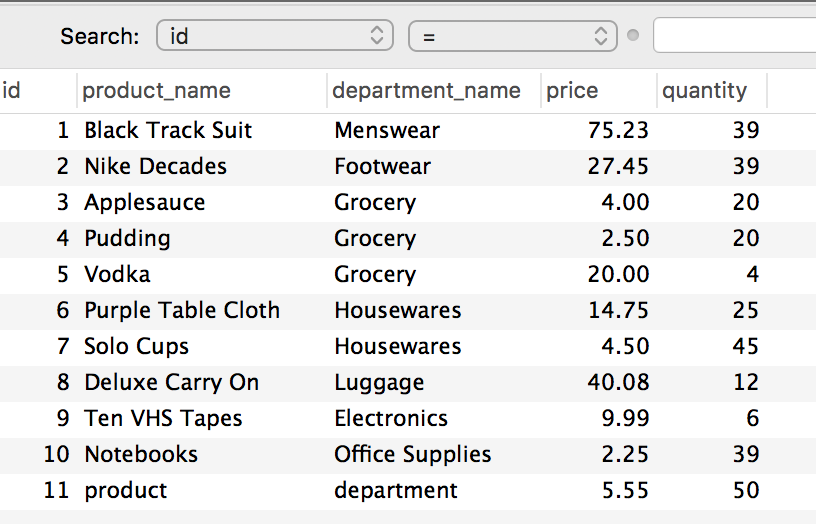 Search: id =
id product_name department_name price quantity
1 Black Track Suit Menswear 75.23 39
2 Nike Decades Footwear 27.45 39
3 Applesauce Grocery 4.00 20
4 Pudding Grocery 2.50 20
5 Vodka Grocery 20.00 4
6 Purple Table Cloth Housewares 14.75 25
7 Solo Cups Housewares 4.50 45
8 Deluxe Carry On Luggage 40.08 12
9 Ten VHS Tapes Electronics 9.99 6
10 Notebooks Office Supplies 2.25 39
11 product department 5.55 50